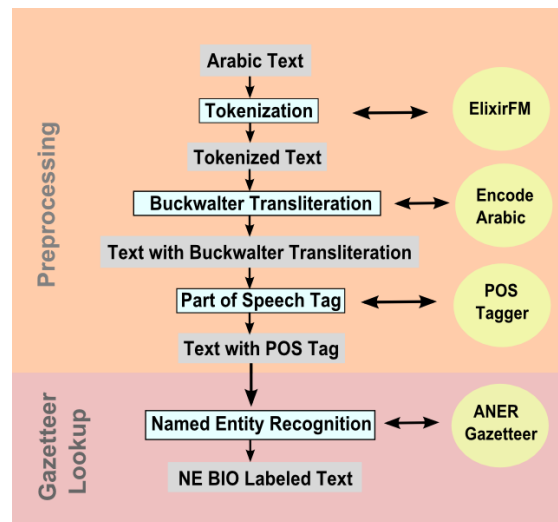 Preprocessing
Arabic Text
Tokenization
ElixirFM
Tokenized Text
Buckwalter Transliteration
Encode
Arabic
Text with Buckwalter Transliteration
Part of Speech Tag
POS
Tagger
Text with POS Tag
Gazetteer
Lookup
Named Entity Recognition
ANER
Gazetteer
NE BIO Labeled Text